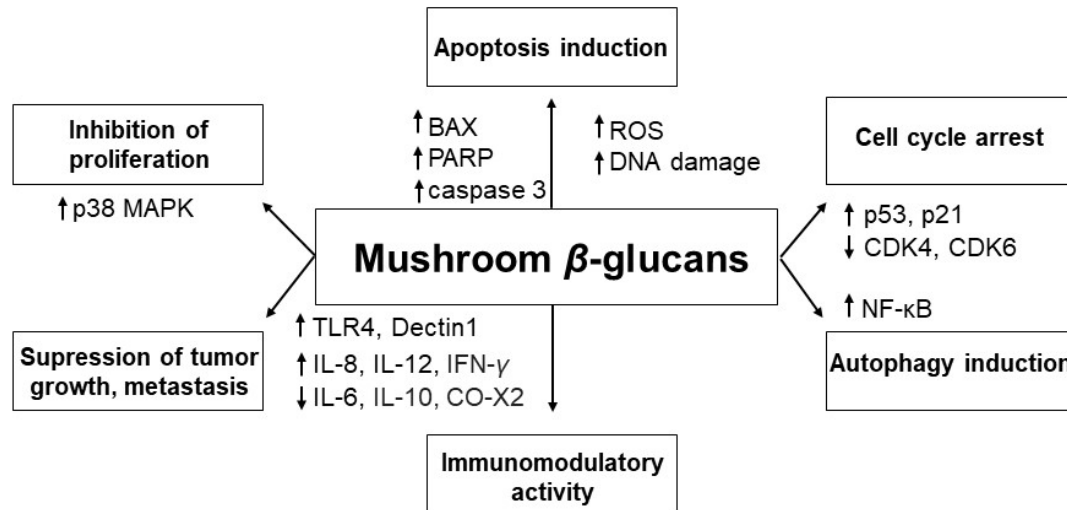 Apoptosis induction
Inhibition of
proliferation
↑ p38 MAPK
↑ BAX
↑ PARP
↑ caspase 3
↑ ROS
↑ DNA damage
Cell cycle arrest
↑ p53, p21
↓ CDK4, CDK6
Mushroom β-glucans
Supression of tumor
growth, metastasis
↑ TLR4, Dectin1
↑ IL-8, IL-12, IFN-γ
↓ IL-6, IL-10, CO-X2
↑ NF-κB
Autophagy induction
Immunomodulatory
activity